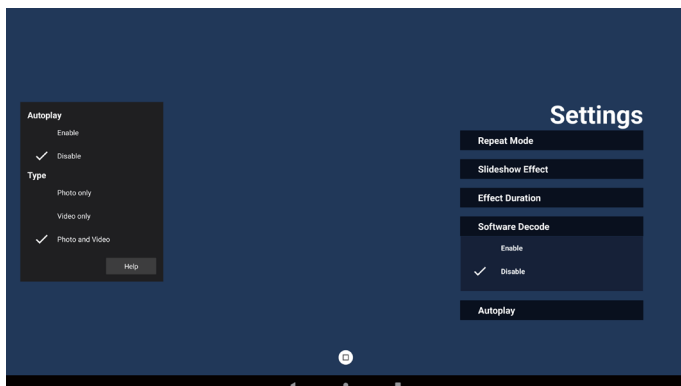 Autoplay
Enable
Disable
Type
Photo only
Video only
Photo and Video
Help
Settings
Repeat Mode
Slideshow Effect
Effect Duration
Software Decode
Enable
Disable
Autoplay